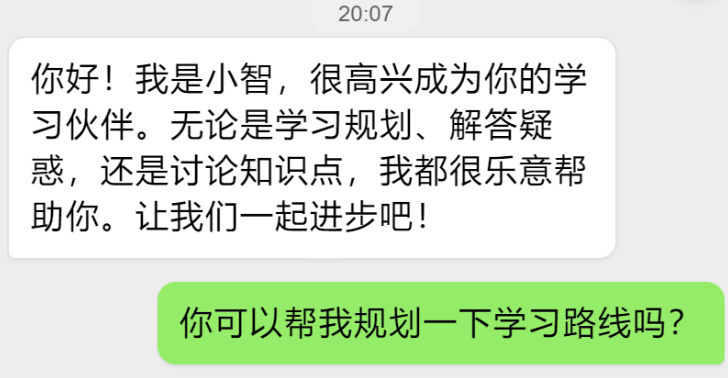 20:07
你好！我是小智，很高兴成为你的学
习伙伴。无论是学习规划、解答疑
惑，还是讨论知识点，我都很乐意帮
助你。让我们一起进步吧！
你可以帮我规划一下学习路线吗？